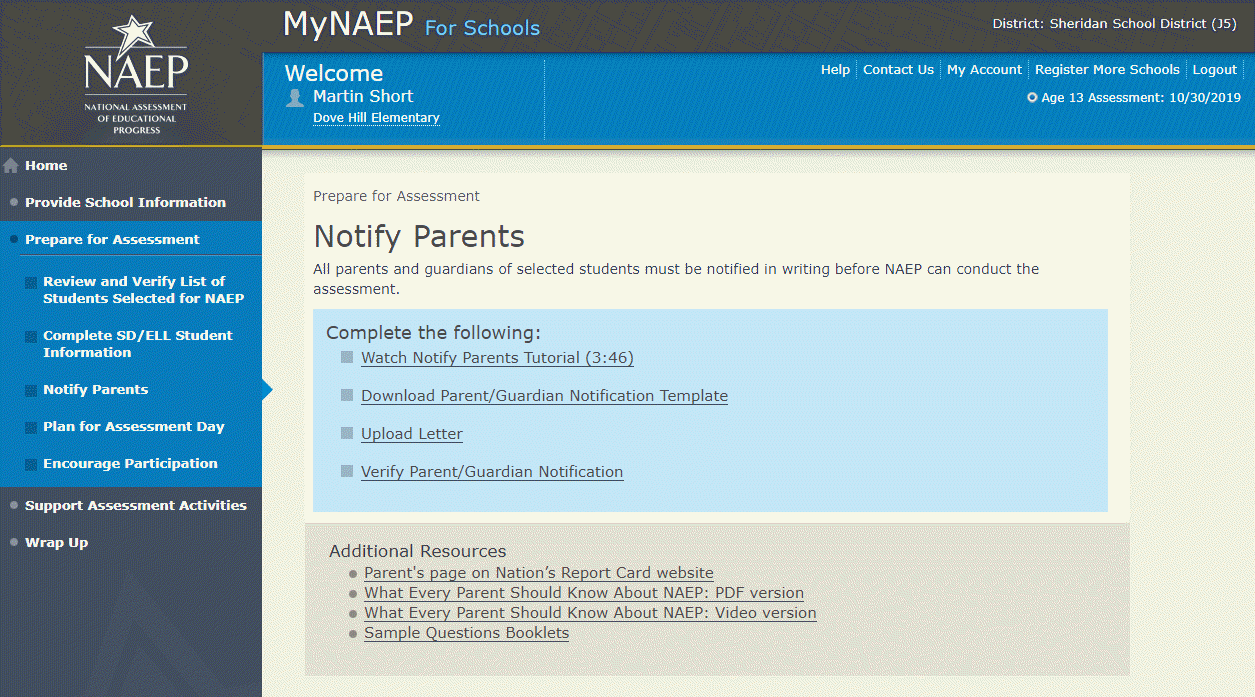 NAEP
NATIONAL ASSESSMENT
OF EDUCATIONAL
PROGRESS
MyNAEP For Schools
District: Sheridan School District (J5)
Welcome
Martin Short
Dove Hill Elementary
Help Contact Us My Account Register More Schools Logout
Age 13 Assessment: 10/30/2019
Home
Provide School Information
Prepare for Assessment
Review and Verify List of
Students Selected for NAEP
Complete SD/ELL Student
Information
Notify Parents
Plan for Assessment Day
Encourage Participation
Support Assessment Activities
Wrap Up
Prepare for Assessment
Notify Parents
All parents and guardians of selected students must be notified in writing before NAEP can conduct the
assessment.
Complete the following:
Watch Notify Parents Tutorial (3:46)
Download Parent/Guardian Notification Template
Upload Letter
Verify Parent/Guardian Notification
Additional Resources
Parent's page on Nation’s Report Card website
What Every Parent Should Know About NAEP: PDF version
What Every Parent Should Know About NAEP: Video version
Sample Questions Booklets